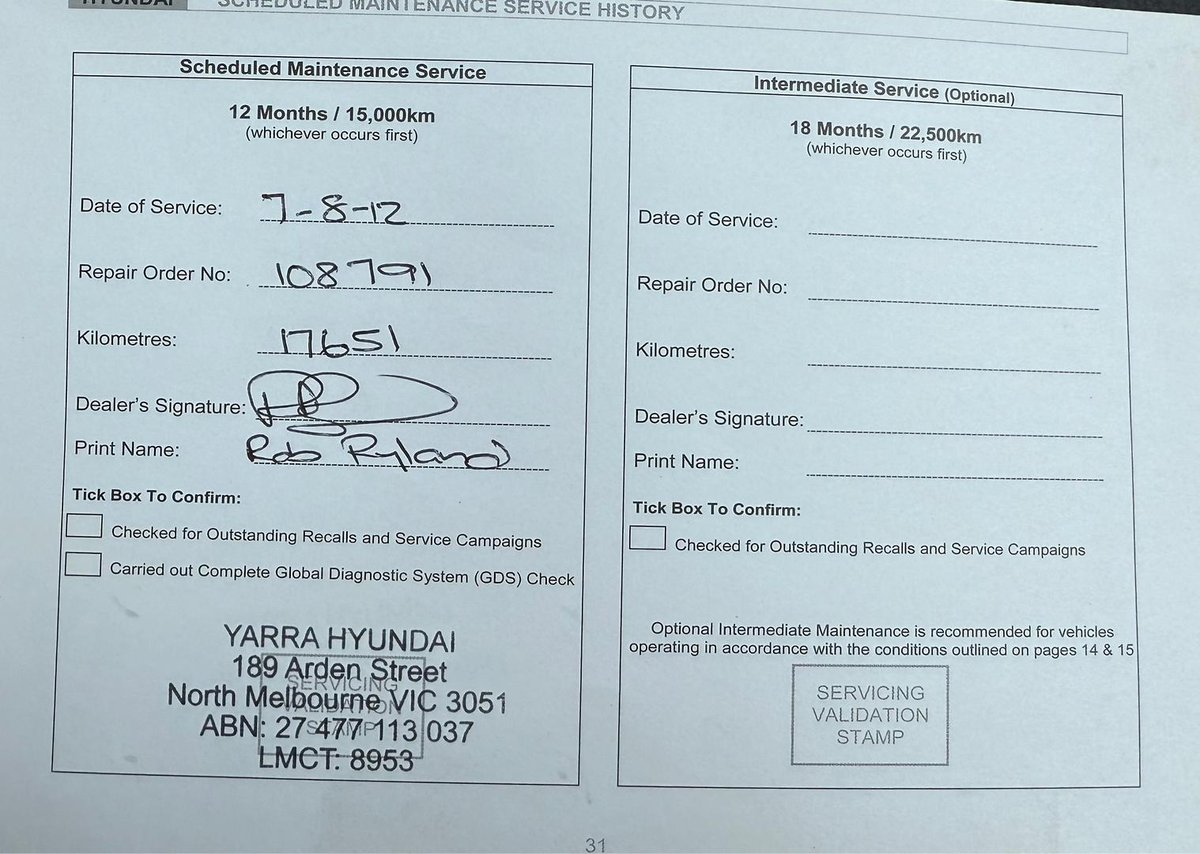 HYUNDAI SCHEDULED MAINTENANCE SERVICE HISTORY
Scheduled Maintenance Service
12 Months / 15,000km
(whichever occurs first)
Date of Service: 7-8-12
Repair Order No: 108791
Kilometres: 17651
Dealer's Signature:
Print Name: Rob Ryland
Tick Box To Confirm:
Checked for Outstanding Recalls and Service Campaigns
Carried out Complete Global Diagnostic System (GDS) Check
YARRA HYUNDAI
189 Arden Street
North Melbourne VIC 3051
ABN: 27 477 113 037
LMCT: 8953
SERVICING
VALIDATION
STAMP
Intermediate Service (Optional)
18 Months / 22,500km
(whichever occurs first)
Date of Service:
Repair Order No:
Kilometres:
Dealer's Signature:
Print Name:
Tick Box To Confirm:
Checked for Outstanding Recalls and Service Campaigns
Optional Intermediate Maintenance is recommended for vehicles
operating in accordance with the conditions outlined on pages 14 & 15
SERVICING
VALIDATION
STAMP
31